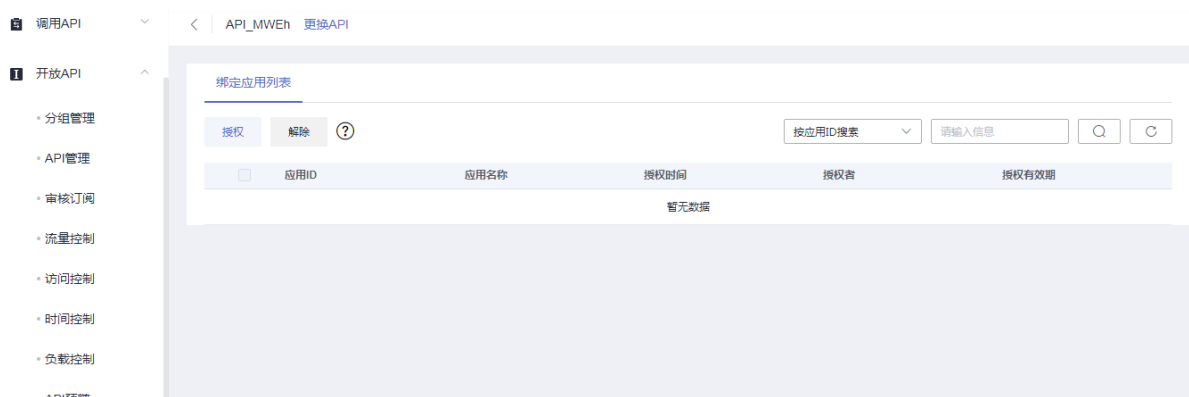 调用API
API_MWEh 更换API
开放API
绑定应用列表
分组管理
授权 解除 ? 按应用ID搜索 请输入信息
API管理
应用ID 应用名称 授权时间 授权者 授权有效期
审核订阅
暂无数据
流量控制
访问控制
时间控制
负载控制